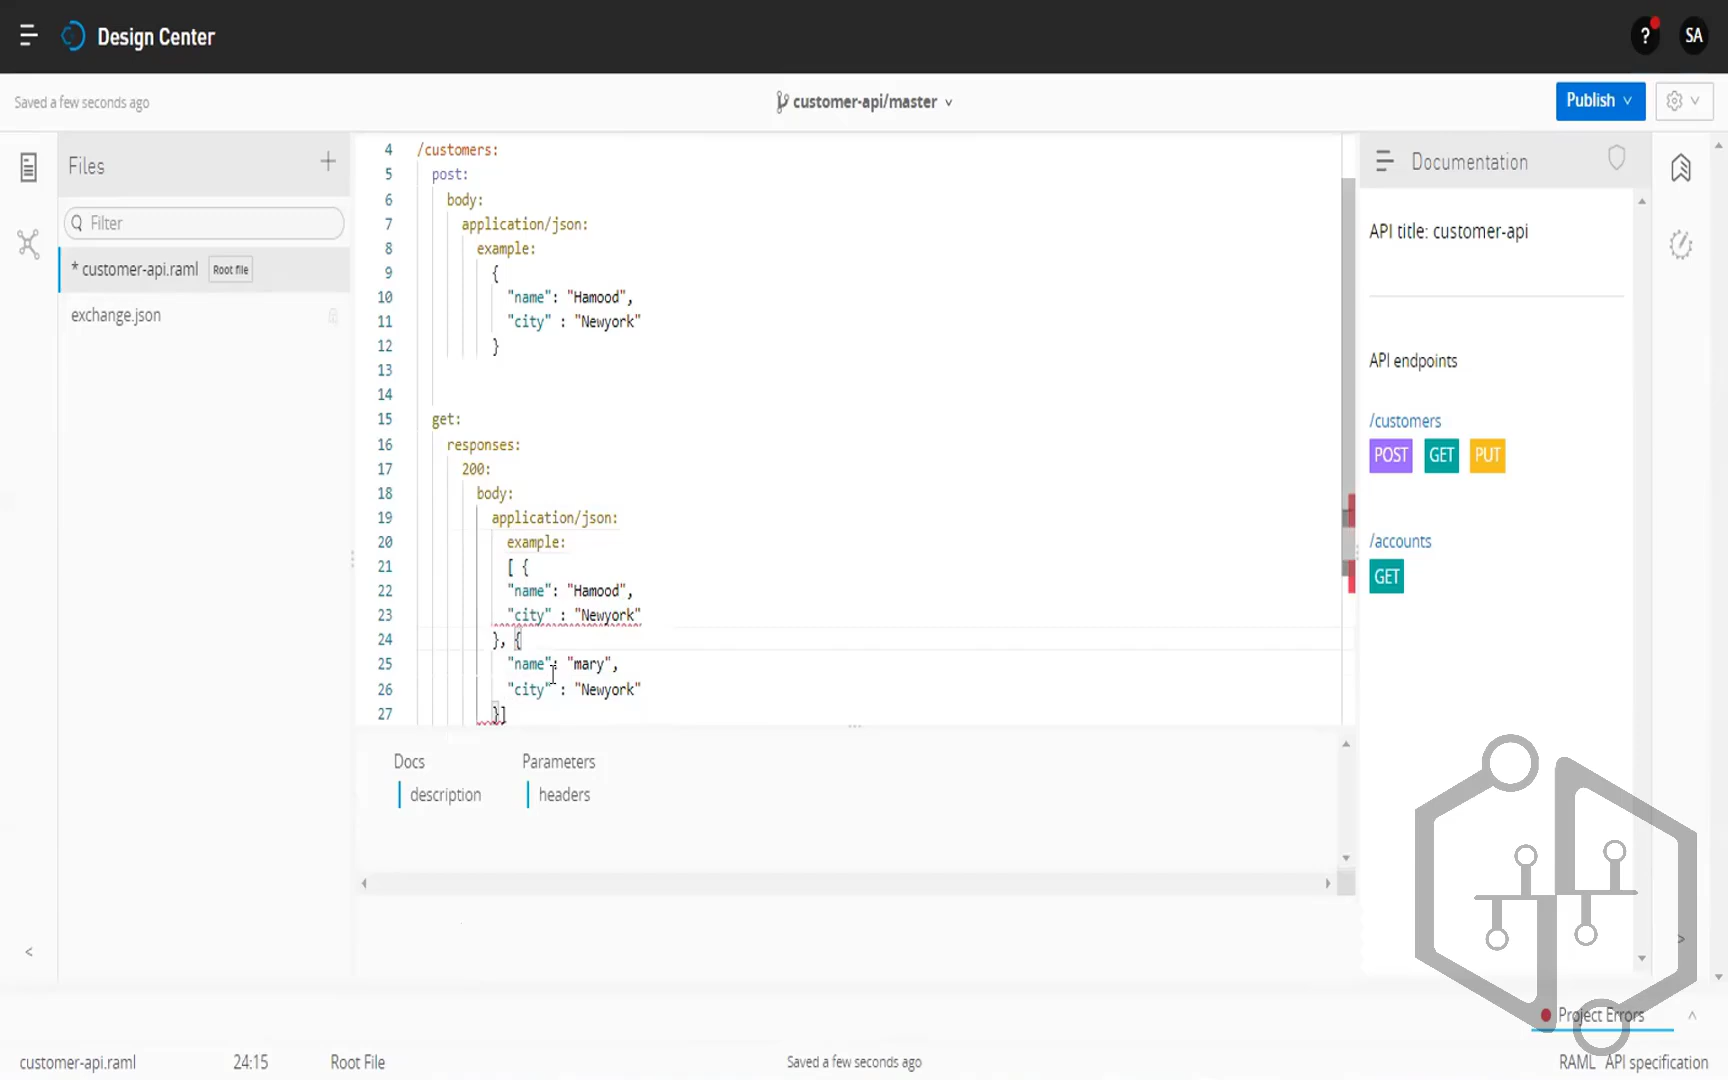 Design Center
?
SA
Saved a few seconds ago
customer-api/master
Publish
Files
Filter
* customer-api.raml Root file
exchange.json
4 /customers:
5 post:
6 body:
7 application/json:
8 example:
9 {
10 "name": "Hamood",
11 "city" : "Newyork"
12 }
13
14
15 get:
16 responses:
17 200:
18 body:
19 application/json:
20 example:
21 [ {
22 "name": "Hamood",
23 "city" : "Newyork"
24 }, {
25 "name": "mary",
26 "city" : "Newyork"
27 }]
Docs
description
Parameters
headers
Documentation
API title: customer-api
API endpoints
/customers
POST GET PUT
/accounts
GET
Project Errors
customer-api.raml 24:15 Root File Saved a few seconds ago RAML API specification